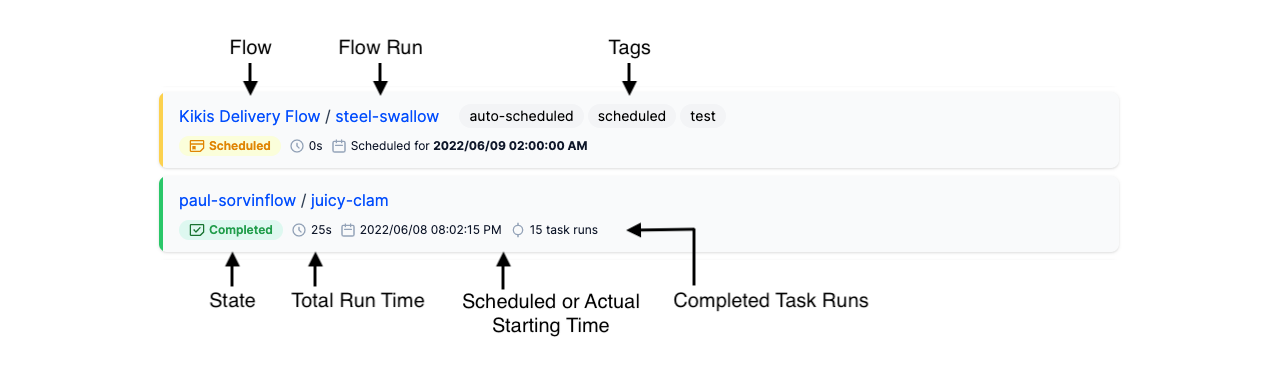 Flow Flow Run Tags
Kikis Delivery Flow / steel-swallow auto-scheduled scheduled test
Scheduled 0s Scheduled for 2022/06/09 02:00:00 AM
paul-sorvinflow / juicy-clam
Completed 25s 2022/06/08 08:02:15 PM 15 task runs
State Total Run Time Scheduled or Actual Completed Task Runs
Starting Time